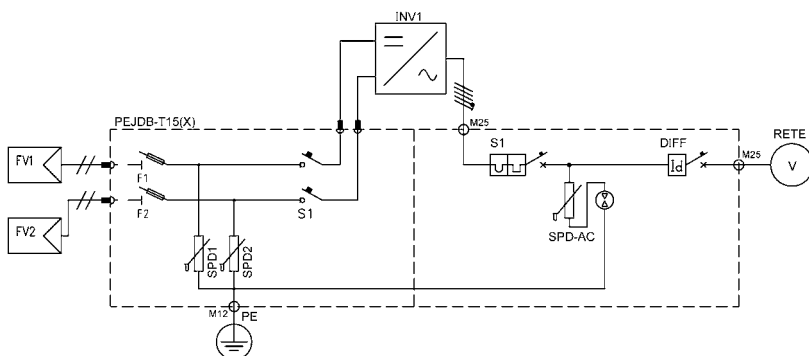 INV1
PEJDB-T15(X)
M25
S1
DIFF
RETE
FV1
F1
Id
M25
V
FV2
F2
S1
SPD-AC
SPD1
SPD2
M12
PE